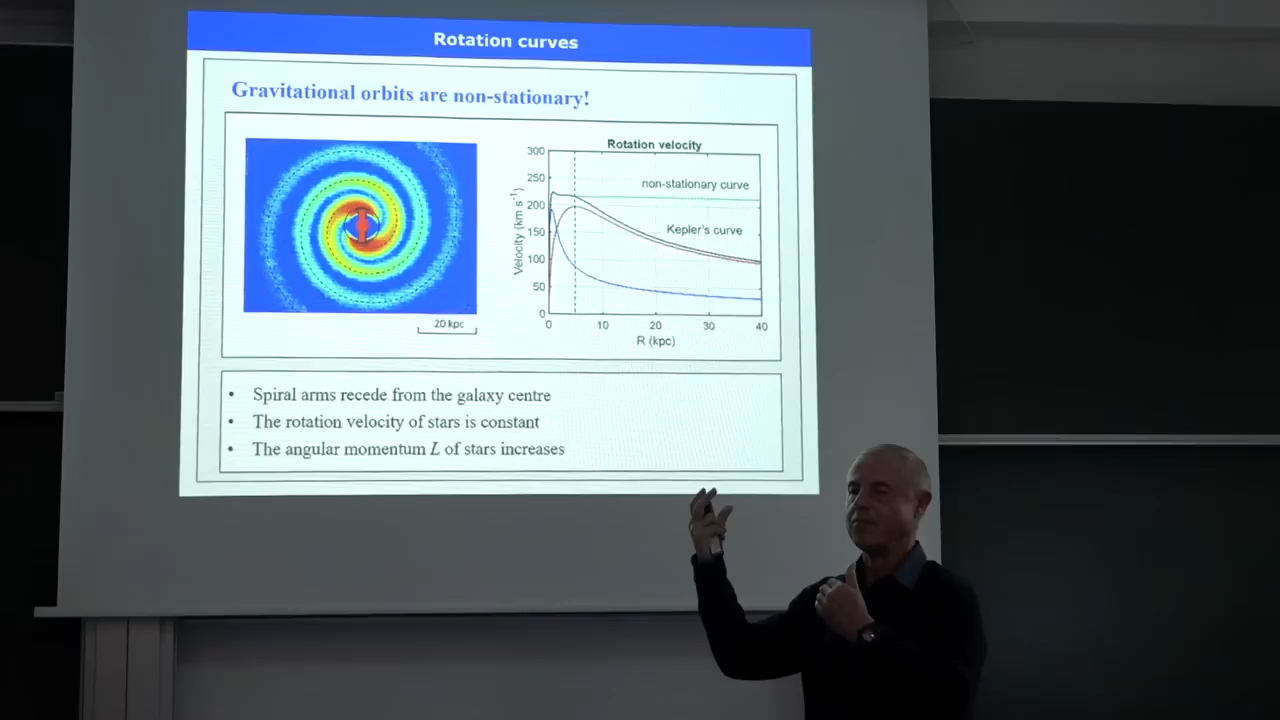 Rotation curves
Gravitational orbits are non-stationary!
20 kpc
Rotation velocity
300
250
200
150
100
50
0
Velocity (km s⁻¹)
non-stationary curve
Kepler's curve
0 10 20 30 40
R (kpc)
• Spiral arms recede from the galaxy centre
• The rotation velocity of stars is constant
• The angular momentum L of stars increases